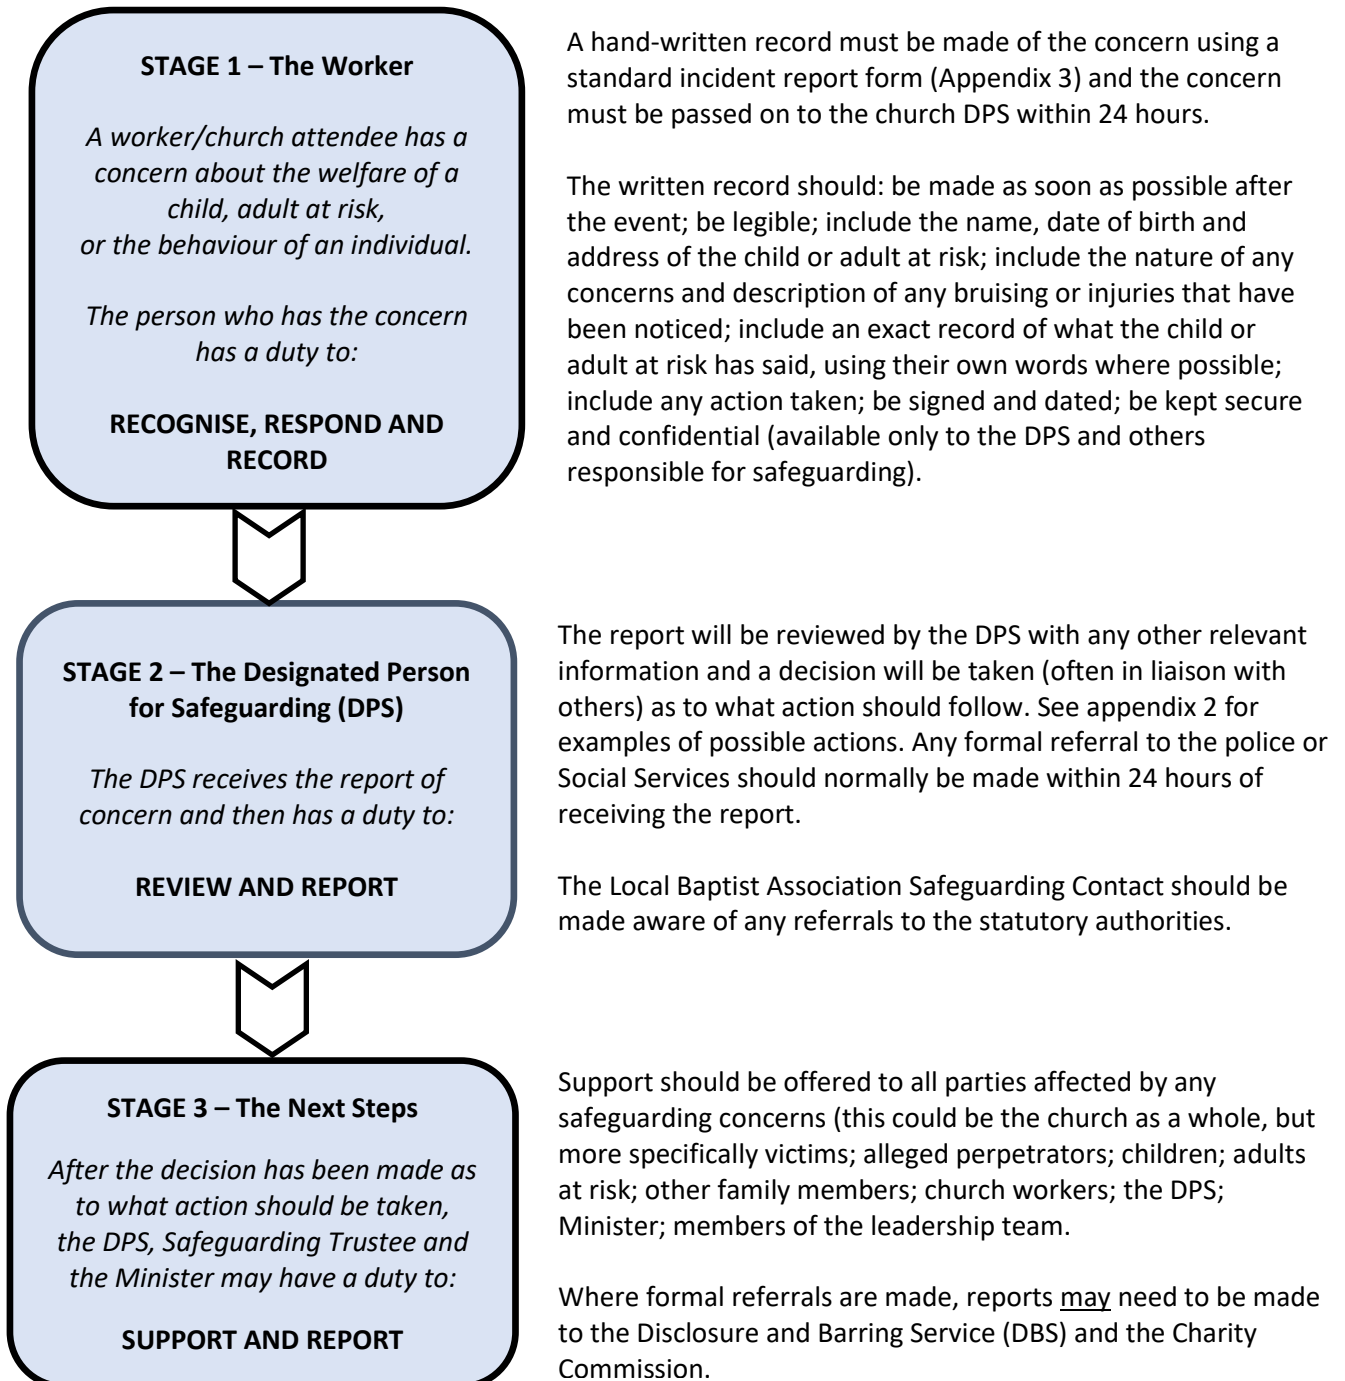 STAGE 1 – The Worker
A worker/church attendee has a
concern about the welfare of a
child, adult at risk,
or the behaviour of an individual.
The person who has the concern
has a duty to:
RECOGNISE, RESPOND AND
RECORD
A hand-written record must be made of the concern using a
standard incident report form (Appendix 3) and the concern
must be passed on to the church DPS within 24 hours.
The written record should: be made as soon as possible after
the event; be legible; include the name, date of birth and
address of the child or adult at risk; include the nature of any
concerns and description of any bruising or injuries that have
been noticed; include an exact record of what the child or
adult at risk has said, using their own words where possible;
include any action taken; be signed and dated; be kept secure
and confidential (available only to the DPS and others
responsible for safeguarding).
STAGE 2 – The Designated Person
for Safeguarding (DPS)
The DPS receives the report of
concern and then has a duty to:
REVIEW AND REPORT
The report will be reviewed by the DPS with any other relevant
information and a decision will be taken (often in liaison with
others) as to what action should follow. See appendix 2 for
examples of possible actions. Any formal referral to the police or
Social Services should normally be made within 24 hours of
receiving the report.
The Local Baptist Association Safeguarding Contact should be
made aware of any referrals to the statutory authorities.
STAGE 3 – The Next Steps
After the decision has been made as
to what action should be taken,
the DPS, Safeguarding Trustee and
the Minister may have a duty to:
SUPPORT AND REPORT
Support should be offered to all parties affected by any
safeguarding concerns (this could be the church as a whole, but
more specifically victims; alleged perpetrators; children; adults
at risk; other family members; church workers; the DPS;
Minister; members of the leadership team.
Where formal referrals are made, reports may need to be made
to the Disclosure and Barring Service (DBS) and the Charity
Commission.